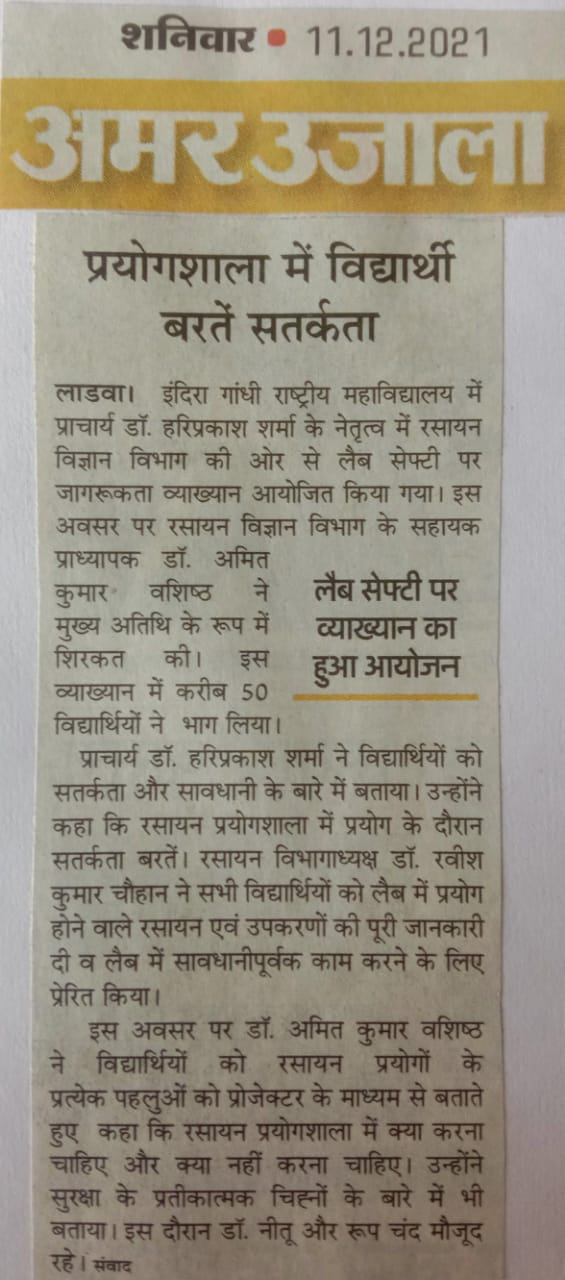 शनिवार • 11.12.2021
अमर उजाला
प्रयोगशाला में विद्यार्थी
बरतें सतर्कता
लाडवा। इंदिरा गांधी राष्ट्रीय महाविद्यालय में
प्राचार्य डॉ. हरिप्रकाश शर्मा के नेतृत्व में रसायन
विज्ञान विभाग की ओर से लैब सेफ्टी पर
जागरूकता व्याख्यान आयोजित किया गया। इस
अवसर पर रसायन विज्ञान विभाग के सहायक
प्राध्यापक डॉ. अमित
कुमार वशिष्ठ ने
मुख्य अतिथि के रूप में
शिरकत की। इस
व्याख्यान में करीब 50
विद्यार्थियों ने भाग लिया।
लैब सेफ्टी पर
व्याख्यान का
हुआ आयोजन
प्राचार्य डॉ. हरिप्रकाश शर्मा ने विद्यार्थियों को
सतर्कता और सावधानी के बारे में बताया। उन्होंने
कहा कि रसायन प्रयोगशाला में प्रयोग के दौरान
सतर्कता बरतें। रसायन विभागाध्यक्ष डॉ. रवीश
कुमार चौहान ने सभी विद्यार्थियों को लैब में प्रयोग
होने वाले रसायन एवं उपकरणों की पूरी जानकारी
दी व लैब में सावधानीपूर्वक काम करने के लिए
प्रेरित किया।
इस अवसर पर डॉ. अमित कुमार वशिष्ठ
ने विद्यार्थियों को रसायन प्रयोगों के
प्रत्येक पहलुओं को प्रोजेक्टर के माध्यम से बताते
हुए कहा कि रसायन प्रयोगशाला में क्या करना
चाहिए और क्या नहीं करना चाहिए। उन्होंने
सुरक्षा के प्रतीकात्मक चिह्नों के बारे में भी
बताया। इस दौरान डॉ. नीतू और रूप चंद मौजूद
रहे। संवाद